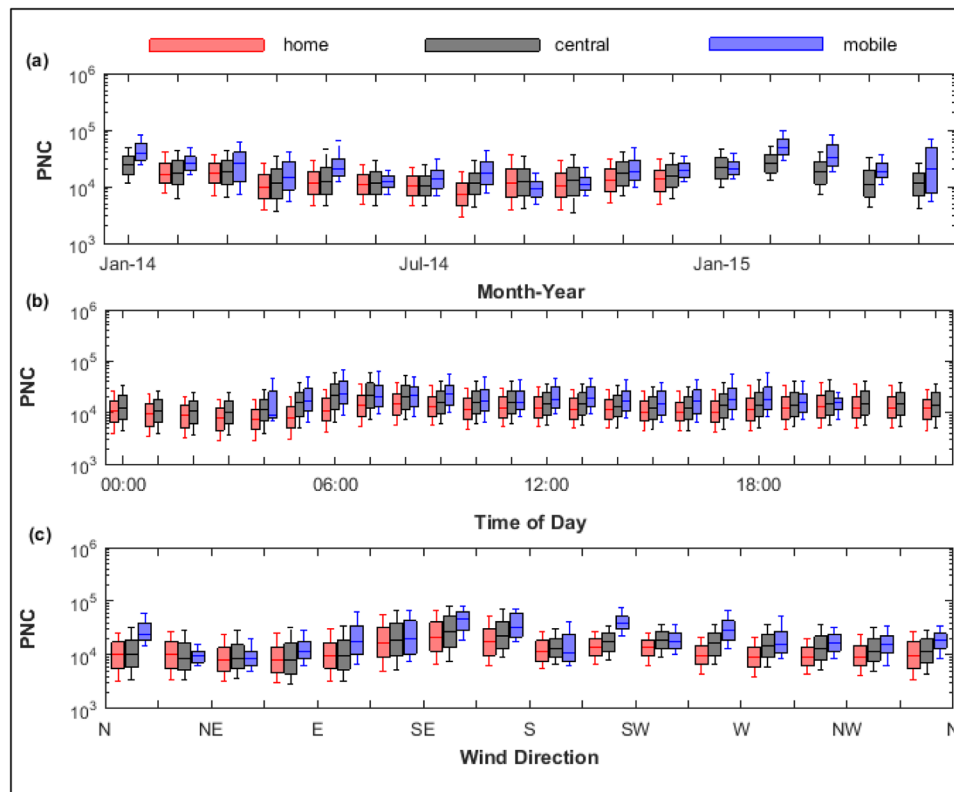 home central mobile
(a)
10^6
10^5
10^4
10^3
PNC
Jan-14 Jul-14 Jan-15
Month-Year
(b)
10^6
10^5
10^4
10^3
PNC
00:00 06:00 12:00 18:00
Time of Day
(c)
10^6
10^5
10^4
10^3
PNC
N NE E SE S SW W NW N
Wind Direction